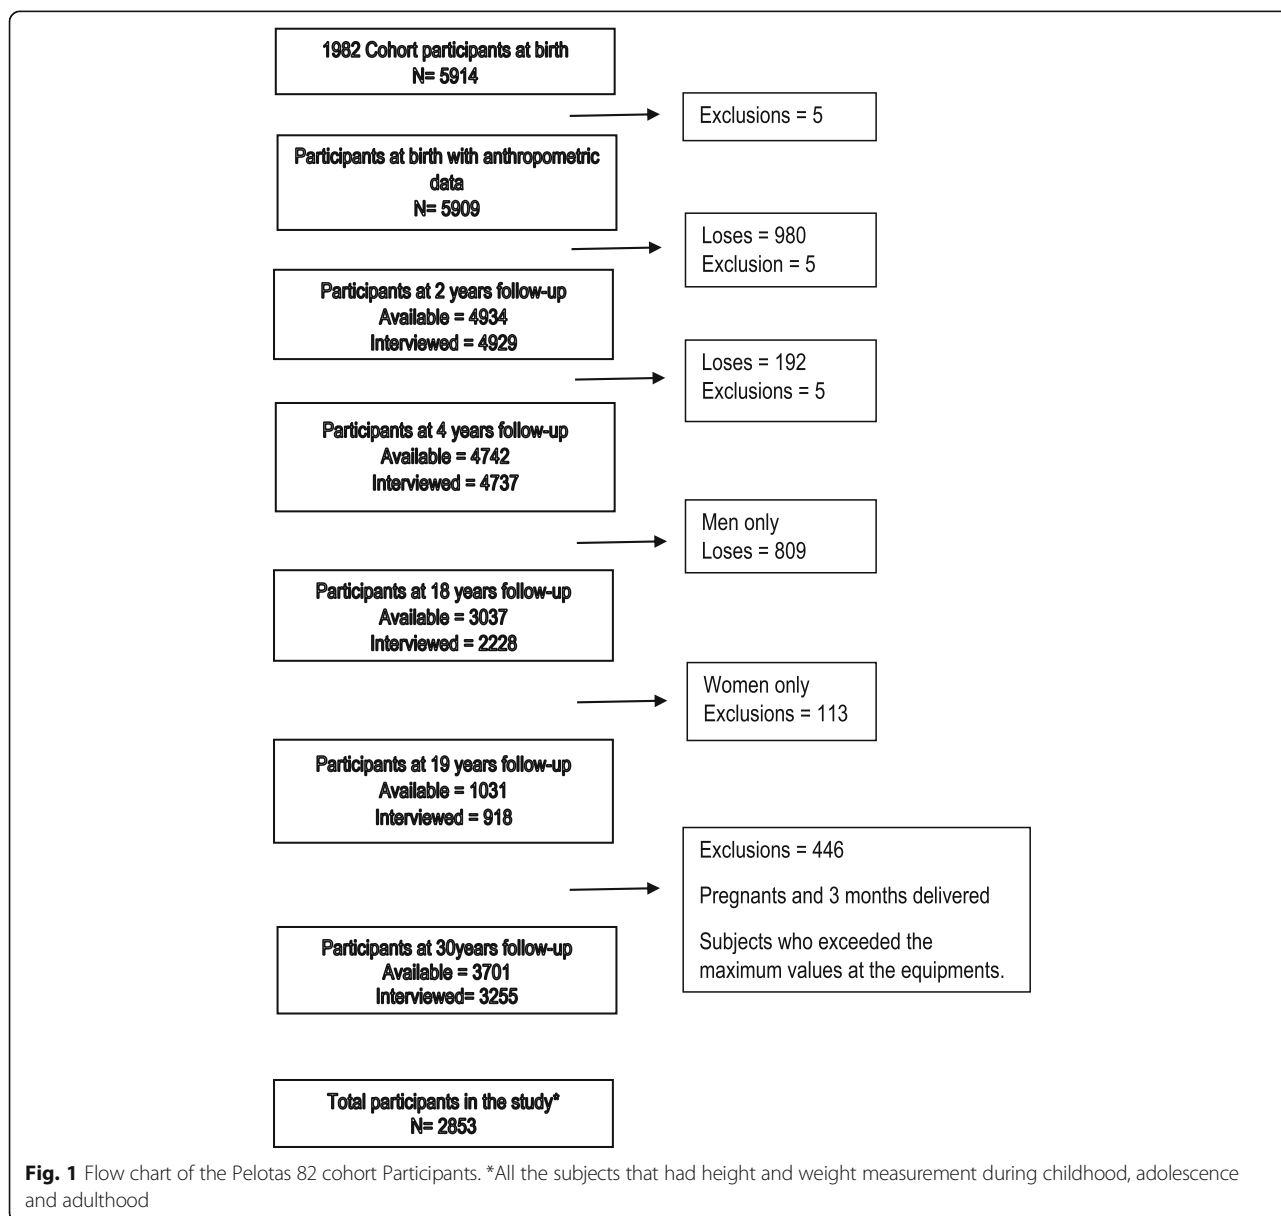 1982 Cohort participants at birth
N= 5914
Exclusions = 5
Participants at birth with anthropometric
data
N= 5909
Loses = 980
Exclusion = 5
Participants at 2 years follow-up
Available = 4934
Interviewed = 4929
Loses = 192
Exclusions = 5
Participants at 4 years follow-up
Available = 4742
Interviewed = 4737
Men only
Loses = 809
Participants at 18 years follow-up
Available = 3037
Interviewed = 2228
Women only
Exclusions = 113
Participants at 19 years follow-up
Available = 1031
Interviewed = 918
Exclusions = 446
Pregnants and 3 months delivered
Subjects who exceeded the
maximum values at the equipments.
Participants at 30years follow-up
Available = 3701
Interviewed= 3255
Total participants in the study*
N= 2853
Fig. 1 Flow chart of the Pelotas 82 cohort Participants. *All the subjects that had height and weight measurement during childhood, adolescence
and adulthood